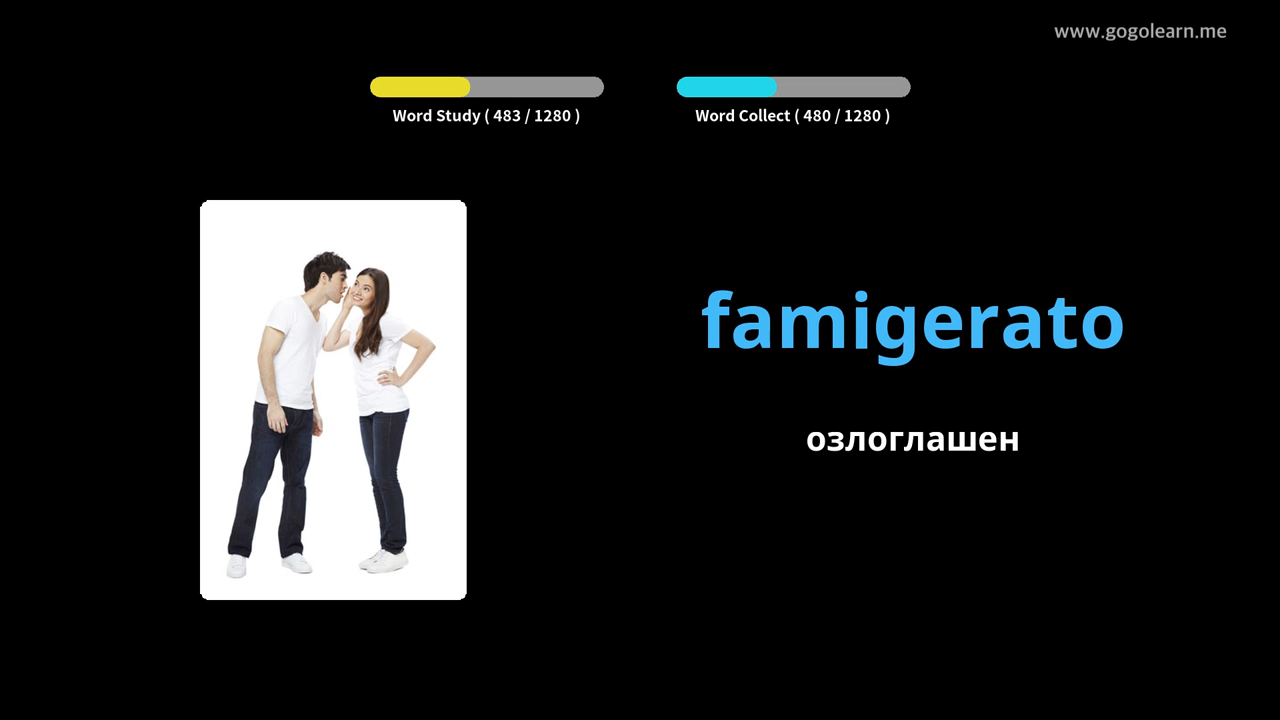 www.gogolearn.me
Word Study ( 483 / 1280 )
Word Collect ( 480 / 1280 )
famigerato
озлоглашен